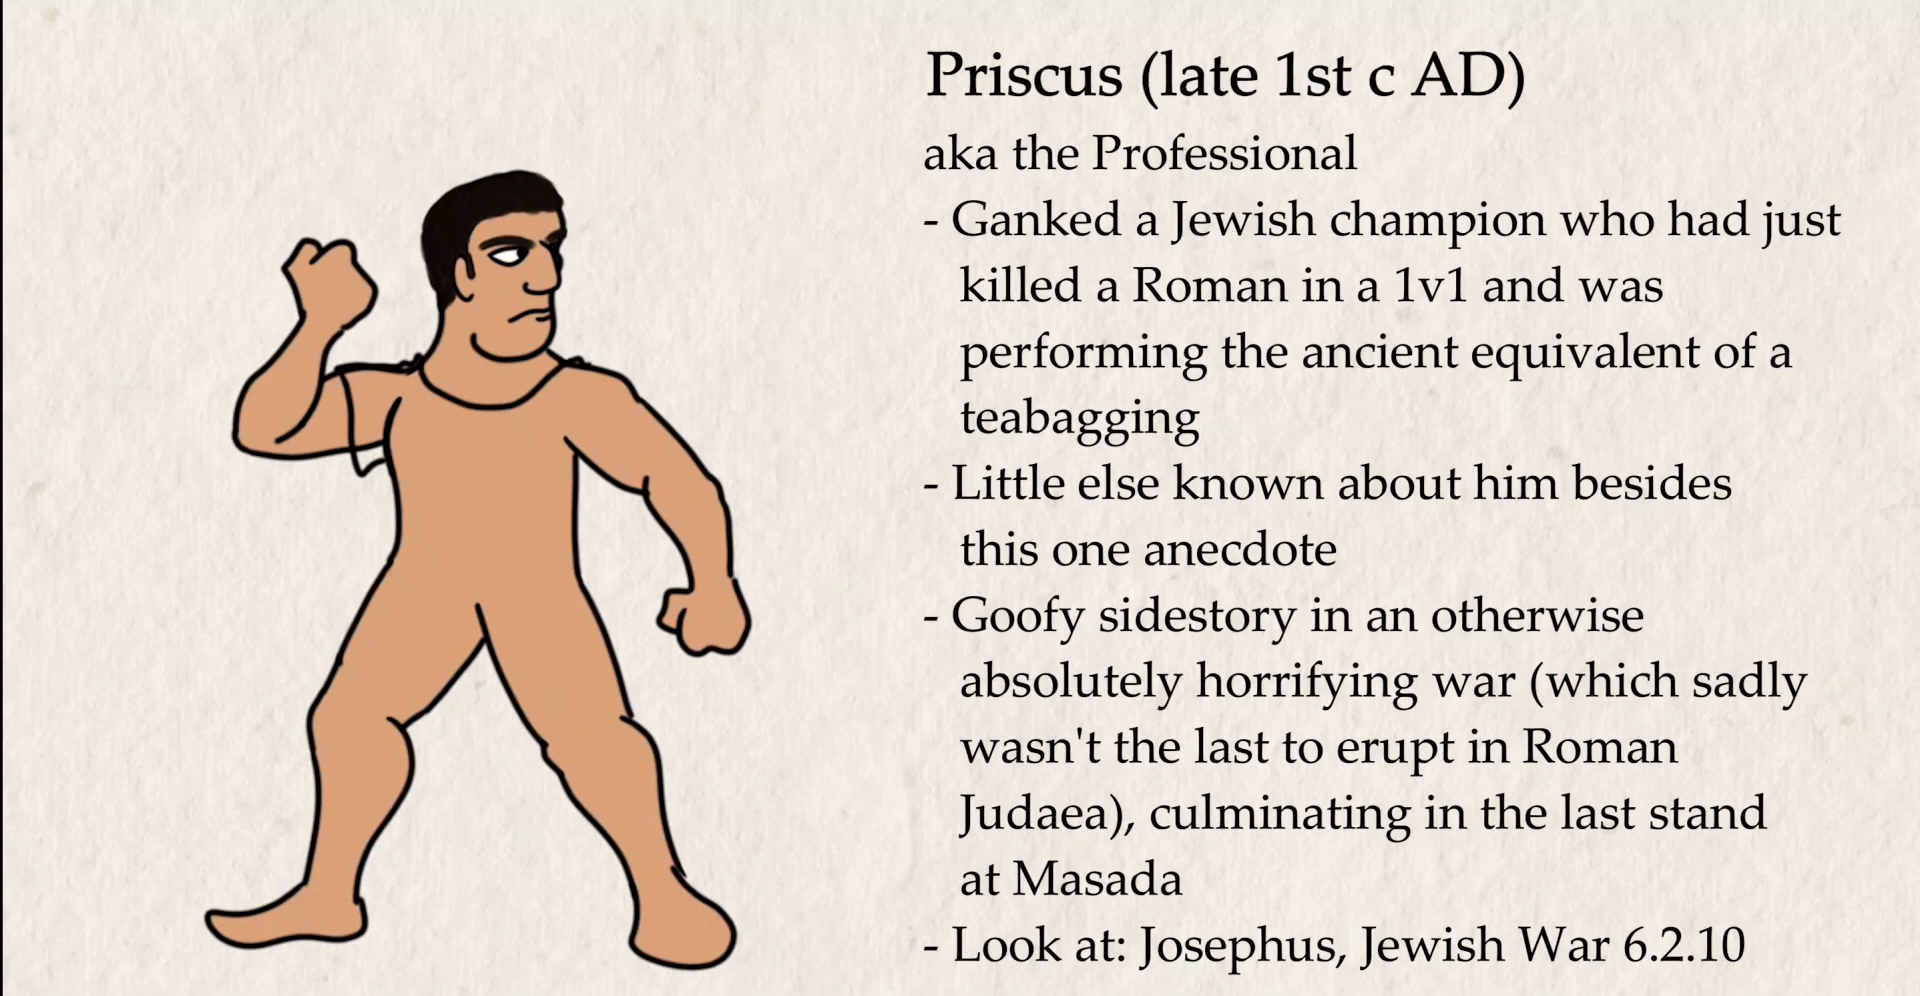 Priscus (late 1st c AD)
aka the Professional
- Ganked a Jewish champion who had just
killed a Roman in a 1v1 and was
performing the ancient equivalent of a
teabagging
- Little else known about him besides
this one anecdote
- Goofy sidestory in an otherwise
absolutely horrifying war (which sadly
wasn't the last to erupt in Roman
Judaea), culminating in the last stand
at Masada
- Look at: Josephus, Jewish War 6.2.10